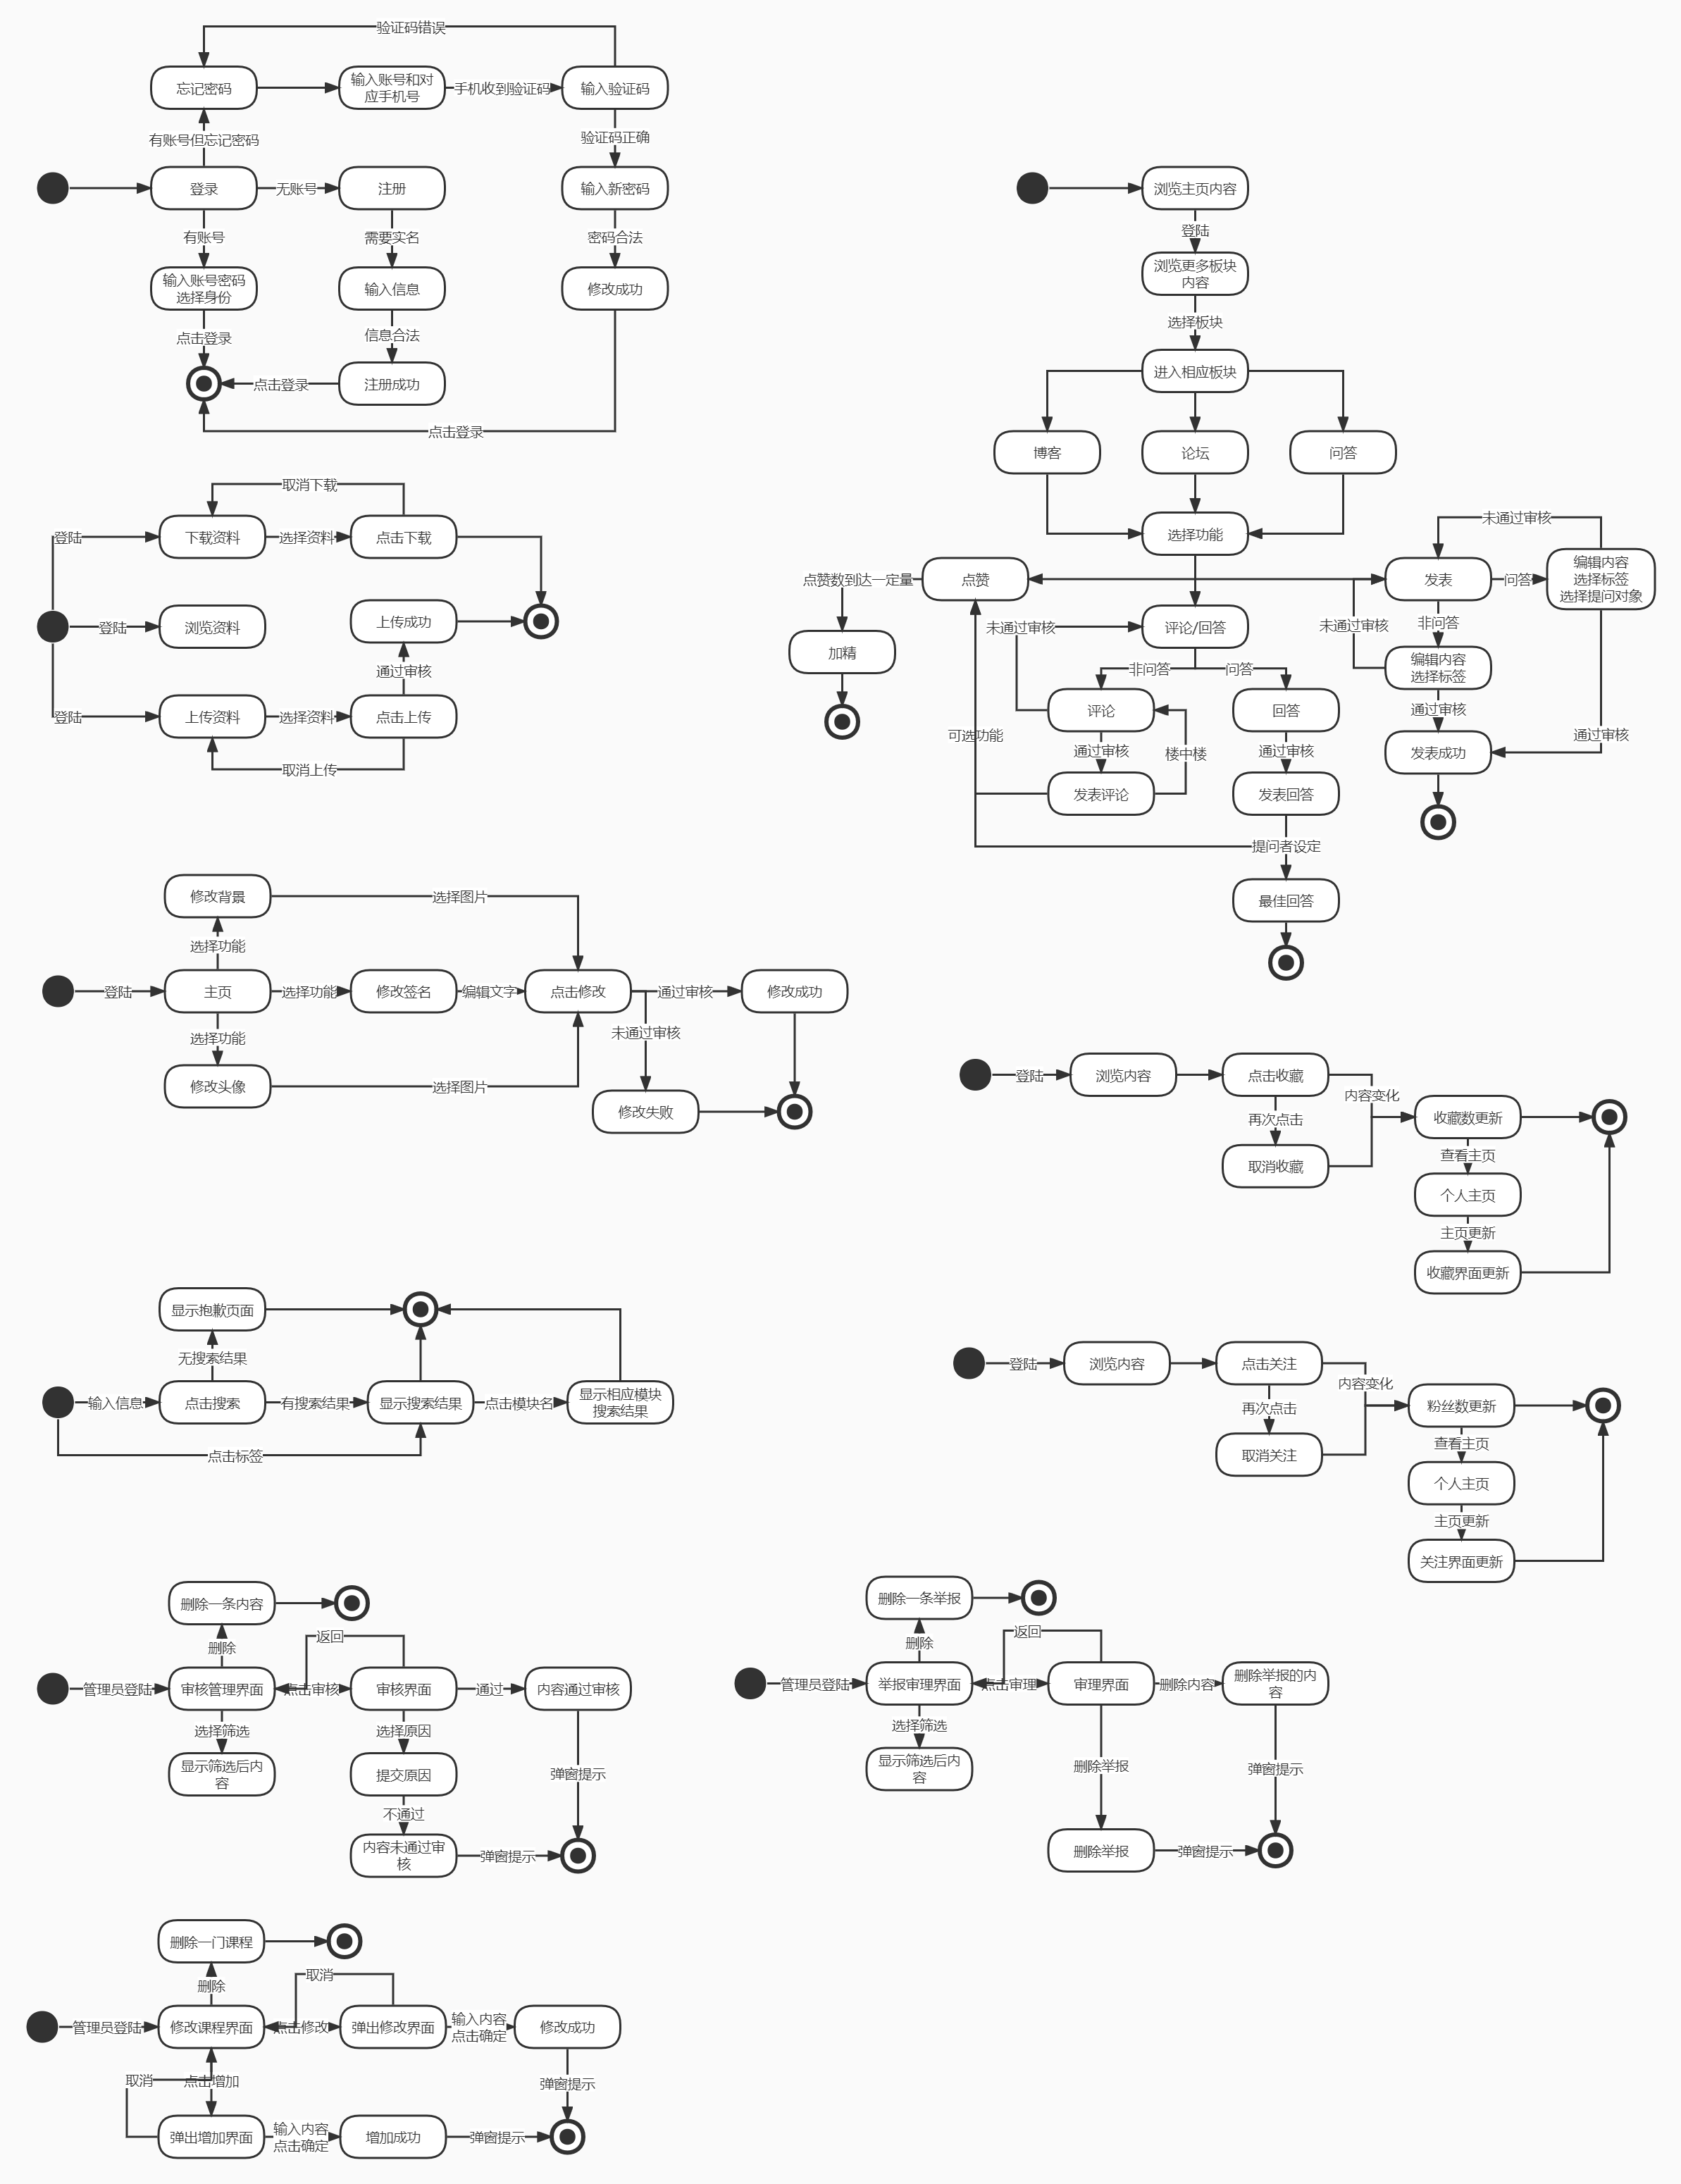 验证码错误
忘记密码
输入账号和对
应手机号
手机收到验证码
输入验证码
有账号但忘记密码
验证码正确
登录
无账号
注册
输入新密码
有账号
需要实名
密码合法
输入账号密码
选择身份
输入信息
修改成功
点击登录
信息合法
点击登录
注册成功
点击登录
浏览主页内容
登陆
浏览更多板块
内容
选择板块
进入相应板块
博客
论坛
问答
选择功能
点赞数到达一定量
点赞
加精
未通过审核
评论/回答
非问答
问答
评论
回答
可选功能
通过审核
楼中楼
通过审核
发表评论
发表回答
提问者设定
最佳回答
未通过审核
发表
问答
编辑内容
选择标签
选择提问对象
未通过审核
非问答
编辑内容
选择标签
通过审核
通过审核
发表成功
取消下载
登陆
下载资料
选择资料
点击下载
登陆
浏览资料
上传成功
通过审核
登陆
上传资料
选择资料
点击上传
取消上传
修改背景
选择图片
选择功能
登陆
主页
选择功能
修改签名
编辑文字
点击修改
通过审核
修改成功
选择功能
未通过审核
修改头像
选择图片
修改失败
登陆
浏览内容
点击收藏
内容变化
再次点击
收藏数更新
取消收藏
查看主页
个人主页
主页更新
收藏界面更新
显示抱歉页面
无搜索结果
输入信息
点击搜索
有搜索结果
显示搜索结果
点击模块名
显示相应模块
搜索结果
点击标签
登陆
浏览内容
点击关注
内容变化
再次点击
粉丝数更新
取消关注
查看主页
个人主页
主页更新
关注界面更新
删除一条内容
删除
返回
管理员登陆
审核管理界面
点击审核
审核界面
通过
内容通过审核
选择筛选
选择原因
显示筛选后内
容
提交原因
弹窗提示
不通过
内容未通过审
核
弹窗提示
删除一条举报
删除
返回
管理员登陆
举报审理界面
点击审理
审理界面
删除内容
删除举报的内
容
选择筛选
显示筛选后内
容
删除举报
弹窗提示
删除举报
弹窗提示
删除一门课程
删除
取消
管理员登陆
修改课程界面
点击修改
弹出修改界面
输入内容
点击确定
修改成功
取消
点击增加
弹窗提示
弹出增加界面
输入内容
点击确定
增加成功
弹窗提示